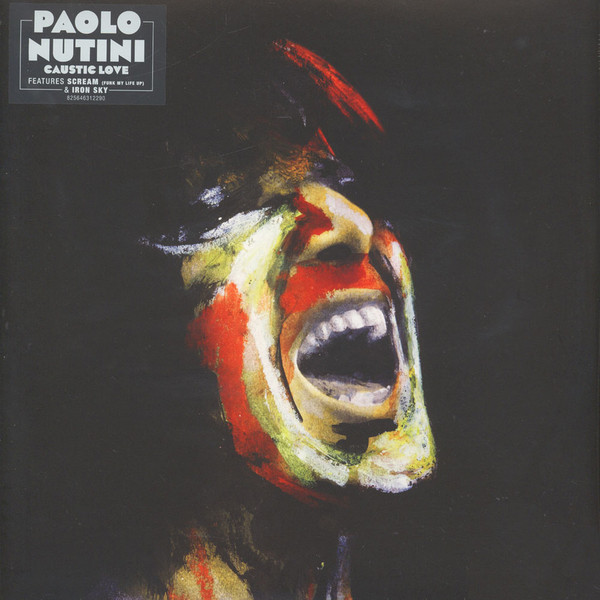 PAOLO
NUTINI
CAUSTIC LOVE
FEATURES SCREAM (FUNK MY LIFE UP)
& IRON SKY
825646312290